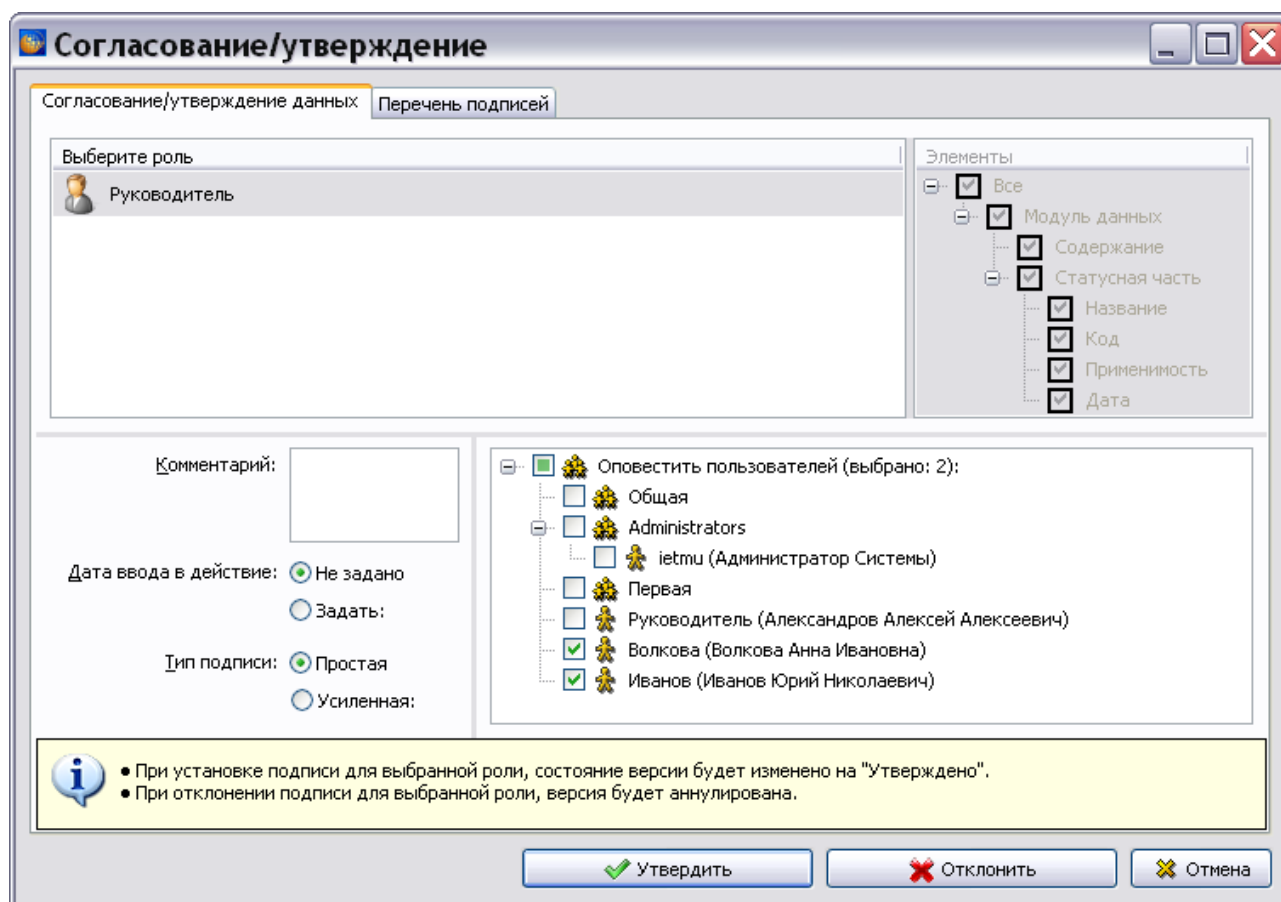 Согласование/утверждение
Согласование/утверждение данных
Перечень подписей
Выберите роль
Руководитель
Элементы
Все
Модуль данных
Содержание
Статусная часть
Название
Код
Применимость
Дата
Комментарий:
Дата ввода в действие:
Не задано
Задать:
Тип подписи:
Простая
Усиленная:
Оповестить пользователей (выбрано: 2):
Общая
Administrators
ietmu (Администратор Системы)
Первая
Руководитель (Александров Алексей Алексеевич)
Волкова (Волкова Анна Ивановна)
Иванов (Иванов Юрий Николаевич)
● При установке подписи для выбранной роли, состояние версии будет изменено на "Утверждено".
● При отклонении подписи для выбранной роли, версия будет аннулирована.
Утвердить
Отклонить
Отмена